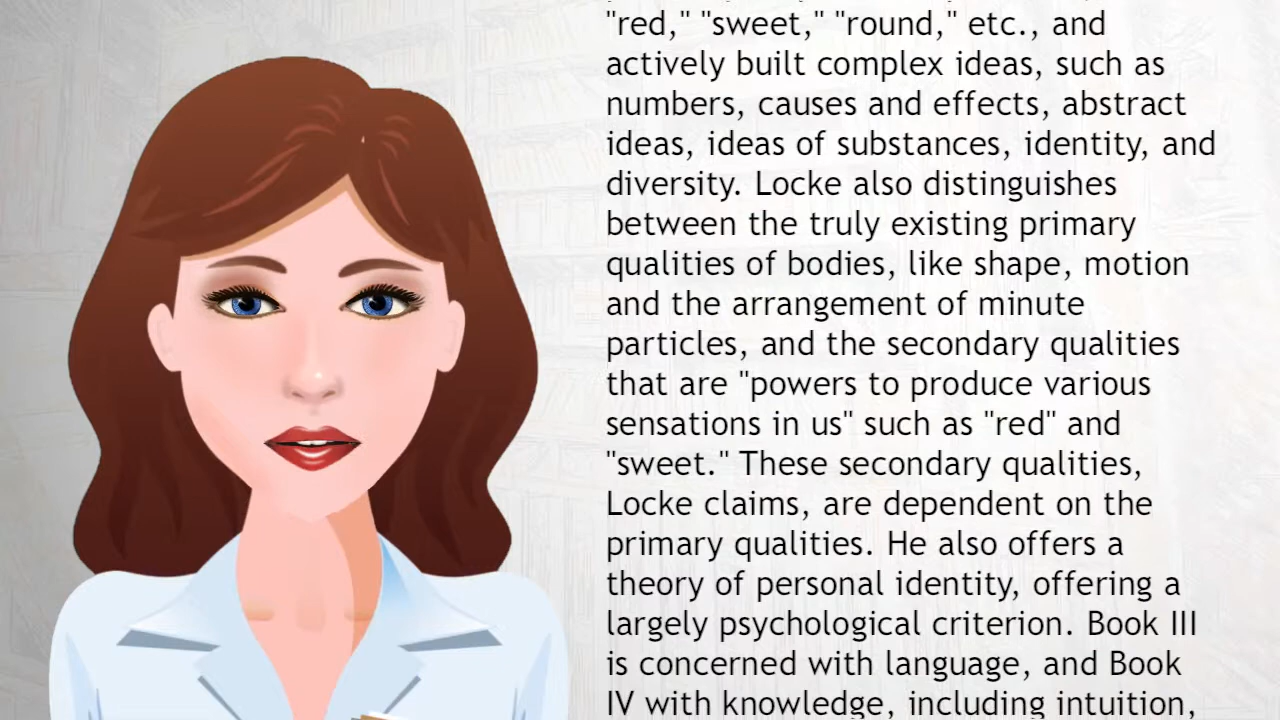 "red," "sweet," "round," etc., and
actively built complex ideas, such as
numbers, causes and effects, abstract
ideas, ideas of substances, identity, and
diversity. Locke also distinguishes
between the truly existing primary
qualities of bodies, like shape, motion
and the arrangement of minute
particles, and the secondary qualities
that are "powers to produce various
sensations in us" such as "red" and
"sweet." These secondary qualities,
Locke claims, are dependent on the
primary qualities. He also offers a
theory of personal identity, offering a
largely psychological criterion. Book III
is concerned with language, and Book
IV with knowledge, including intuition,